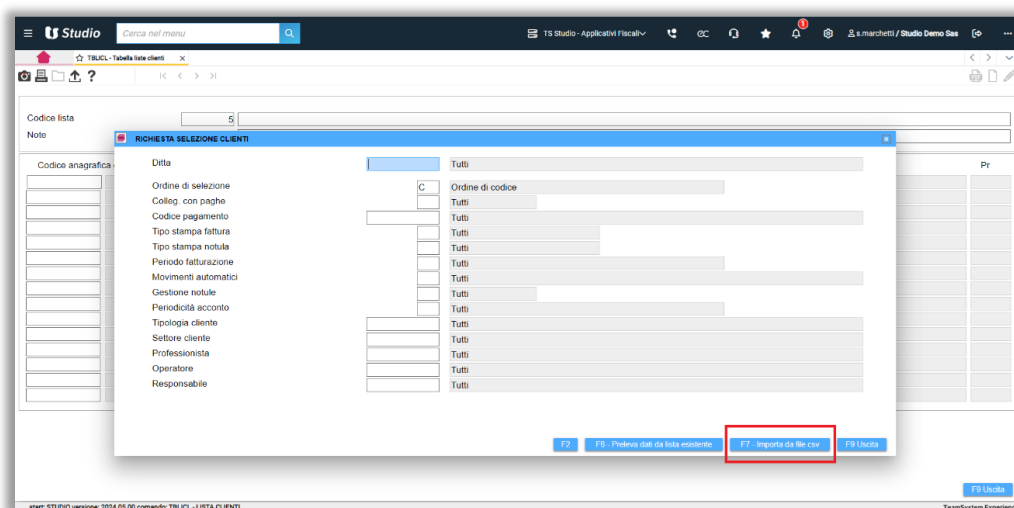 Studio Cerca nel menu TS Studio - Applicativi Fiscali 1 s.marchetti / Studio Demo Sas
TBLICL - Tabella liste clienti x
?
Codice lista 5
Note
RICHIESTA SELEZIONE CLIENTI
Codice anagrafica Pr
Ditta Tutti
Ordine di selezione C Ordine di codice
Colleg. con paghe Tutti
Codice pagamento Tutti
Tipo stampa fattura Tutti
Tipo stampa notula Tutti
Periodo fatturazione Tutti
Movimenti automatici Tutti
Gestione notule Tutti
Periodicità acconto Tutti
Tipologia cliente Tutti
Settore cliente Tutti
Professionista Tutti
Operatore Tutti
Responsabile Tutti
F2 F6 - Preleva dati da lista esistente F7 - Importa da file csv F9 Uscita
F9 Uscita
start: STUDIO versione: 2024.05.00 comando: TBLICL - LISTA CLIENTI TeamSystem Experience